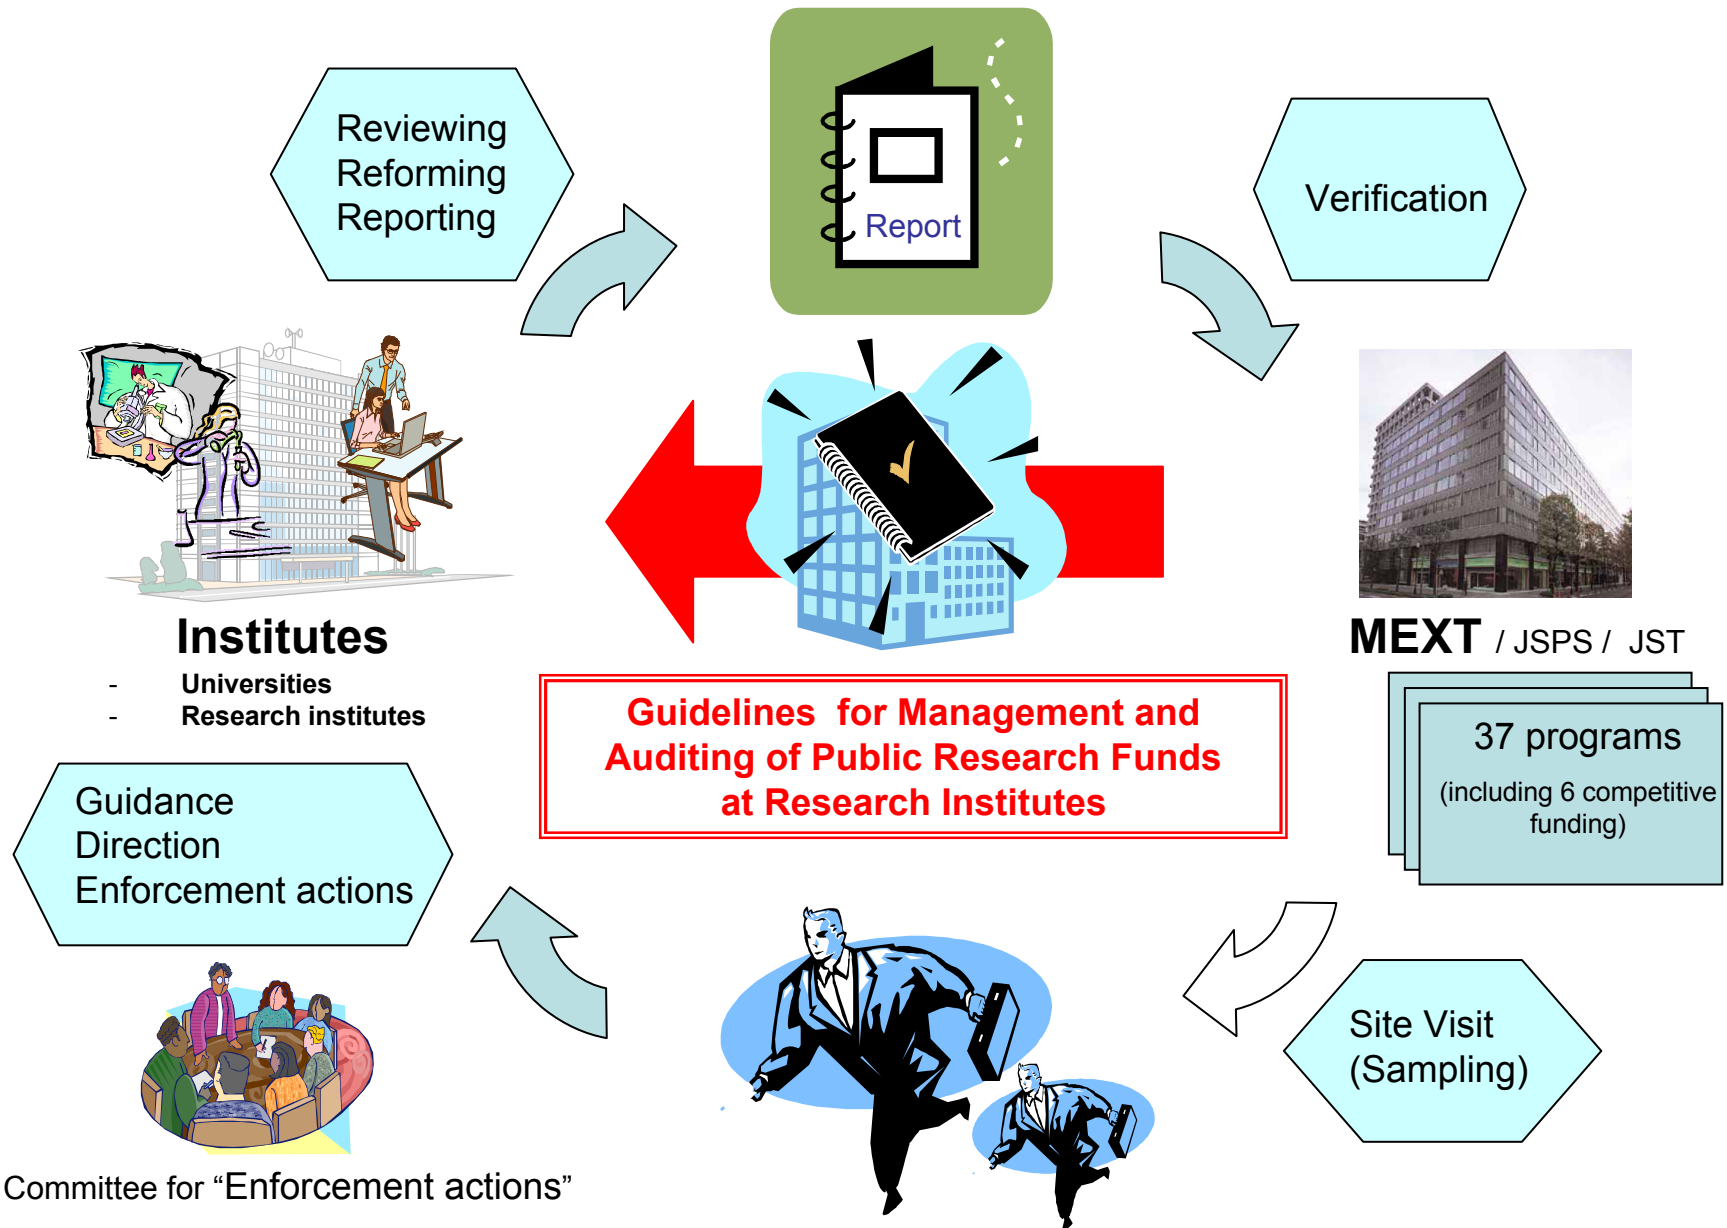 Reviewing
Reforming
Reporting
Report
Verification
Institutes
- Universities
- Research institutes
MEXT / JSPS / JST
37 programs
(including 6 competitive
funding)
Guidelines for Management and
Auditing of Public Research Funds
at Research Institutes
Guidance
Direction
Enforcement actions
Site Visit
(Sampling)
Committee for “Enforcement actions”